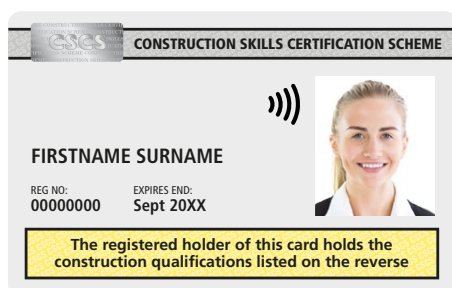 CSCS
CONSTRUCTION SKILLS CERTIFICATION SCHEME
FIRSTNAME SURNAME
REG NO:
EXPIRES END:
00000000
Sept 20XX
The registered holder of this card holds the
construction qualifications listed on the reverse